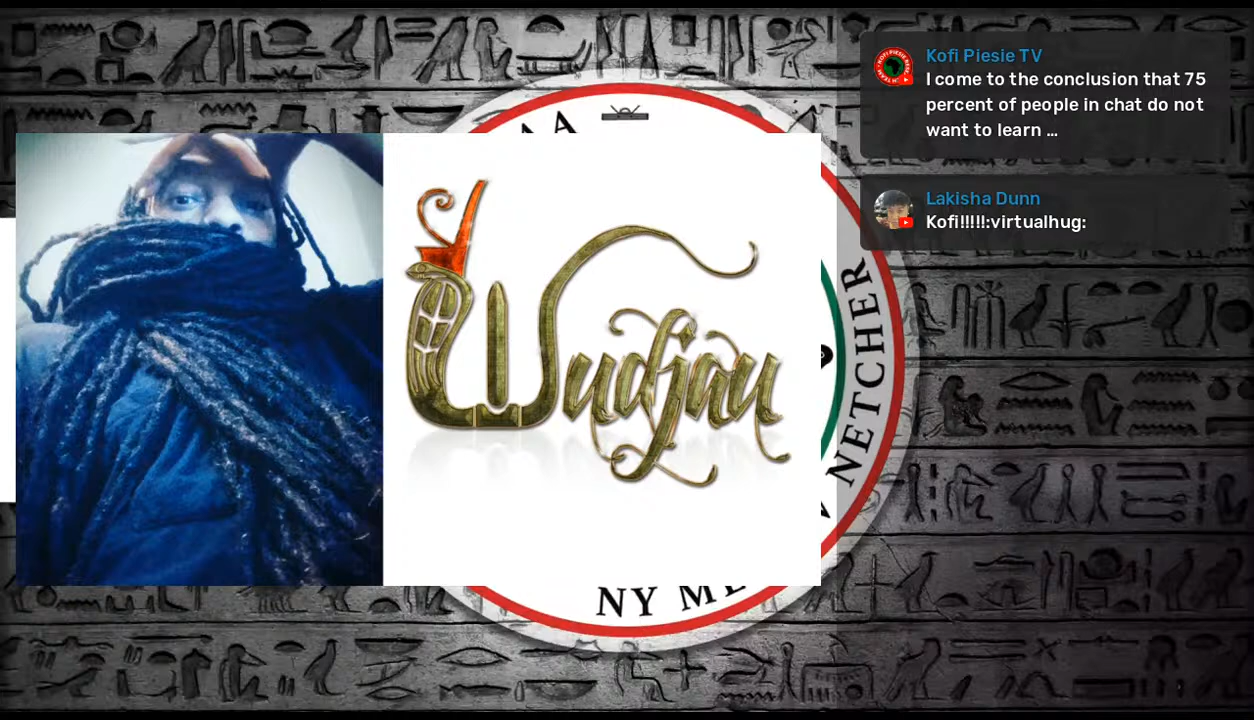 Kofi Piesie TV
I come to the conclusion that 75
percent of people in chat do not
want to learn ...
Lakisha Dunn
Kofi!!!!!:virtualhug:
Wudjau
NETCHER
NY